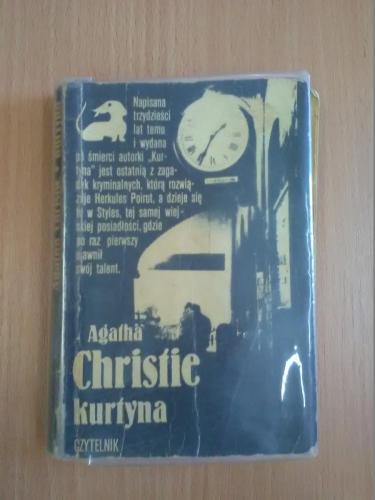 Napisana
trzydzieści
lat temu
i wydana
po śmierci autorki „Kur-
tyna" jest ostatnią z zaga-
dek kryminalnych, którą rozwią-
zuje Herkules Poirot, a dzieje się
to w Styles, tej samej wiej-
skiej posiadłości, gdzie
po raz pierwszy
ujawnił
swój talent.
Agatha
Christie
kurtyna
CZYTELNIK